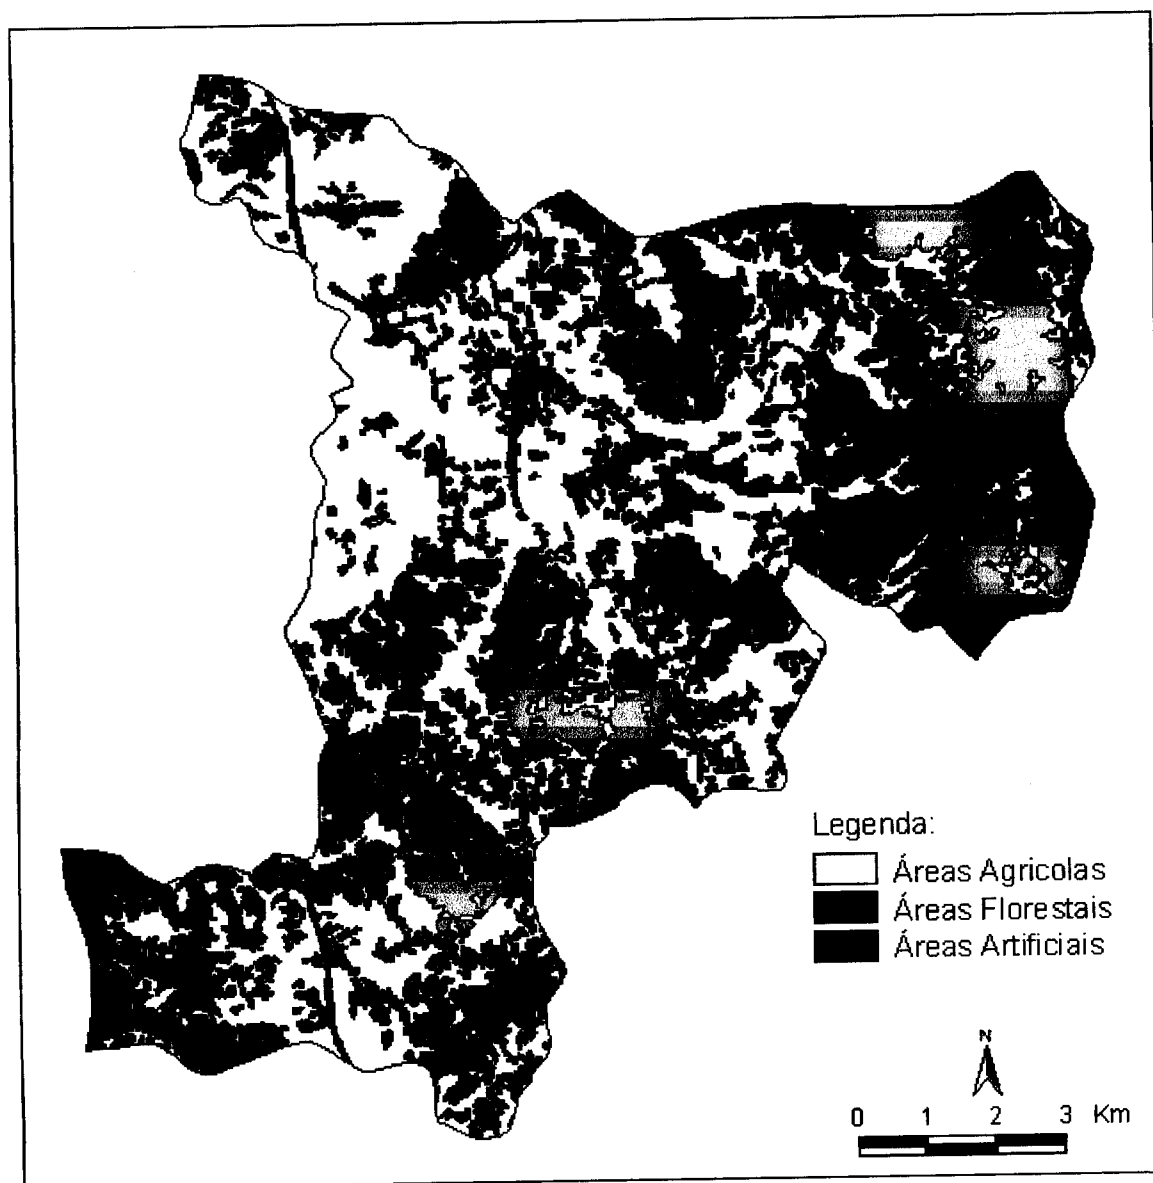 Legenda:
Áreas Agricolas
Áreas Florestais
Áreas Artificiais
N
0 1 2 3 Km